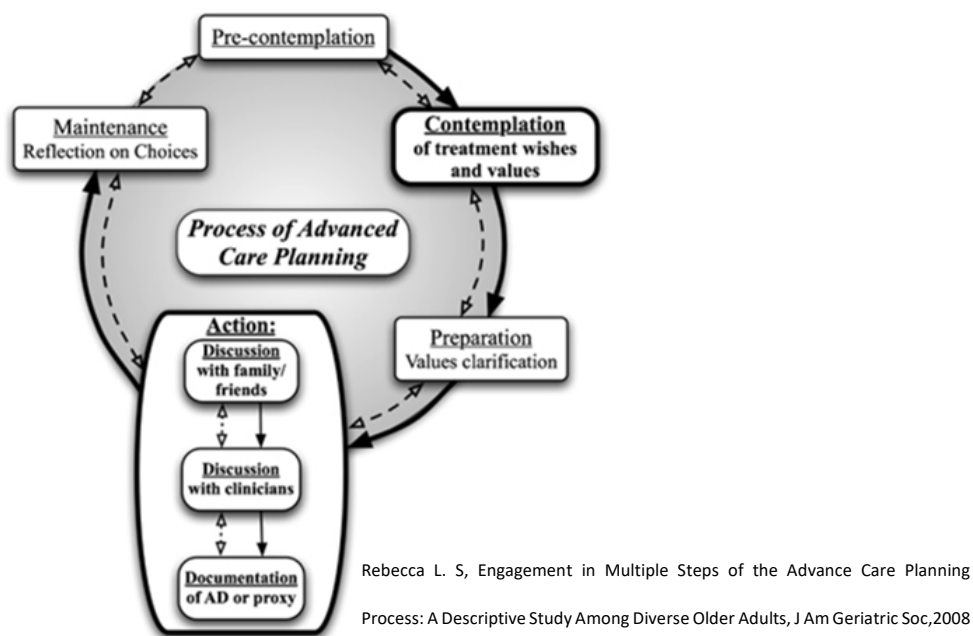 Pre-contemplation
Contemplation
of treatment wishes
and values
Maintenance
Reflection on Choices
Process of Advanced
Care Planning
Preparation
Values clarification
Action:
Discussion
with family/
friends
Discussion
with clinicians
Documentation
of AD or proxy
Rebecca L. S, Engagement in Multiple Steps of the Advance Care Planning
Process: A Descriptive Study Among Diverse Older Adults, J Am Geriatric Soc,2008